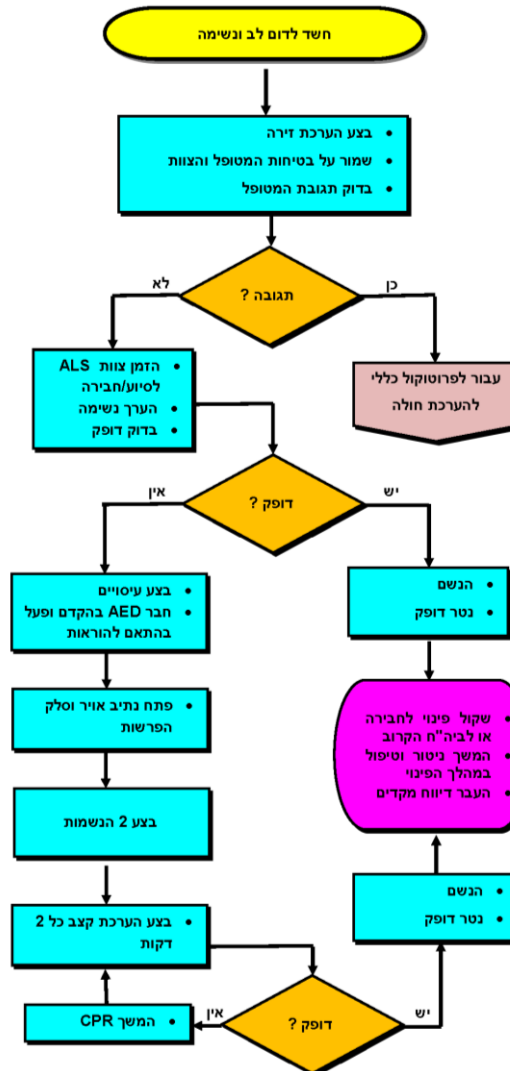 חשד לדום לב ונשימה
• בצע הערכת זירה
• שמור על בטיחות המטופל והצוות
• בדוק תגובת המטופל
תגובה ?
לא
כן
• הזמן צוות ALS
לסיוע/חבירה
• הערך נשימה
• בדוק דופק
עבור לפרוטוקול כללי
להערכת חולה
דופק ?
אין
יש
• בצע עיסויים
• חבר AED בהקדם ופעל
בהתאם להוראות
• הנשם
• נטר דופק
• פתח נתיב אויר וסלק
הפרשות
• שקול פינוי לחבירה
או לביה"ח הקרוב
• המשך ניטור וטיפול
במהלך הפינוי
• העבר דיווח מקדים
בצע 2 הנשמות
• הנשם
• נטר דופק
• בצע הערכת קצב כל 2
דקות
דופק ?
אין
יש
• המשך CPR